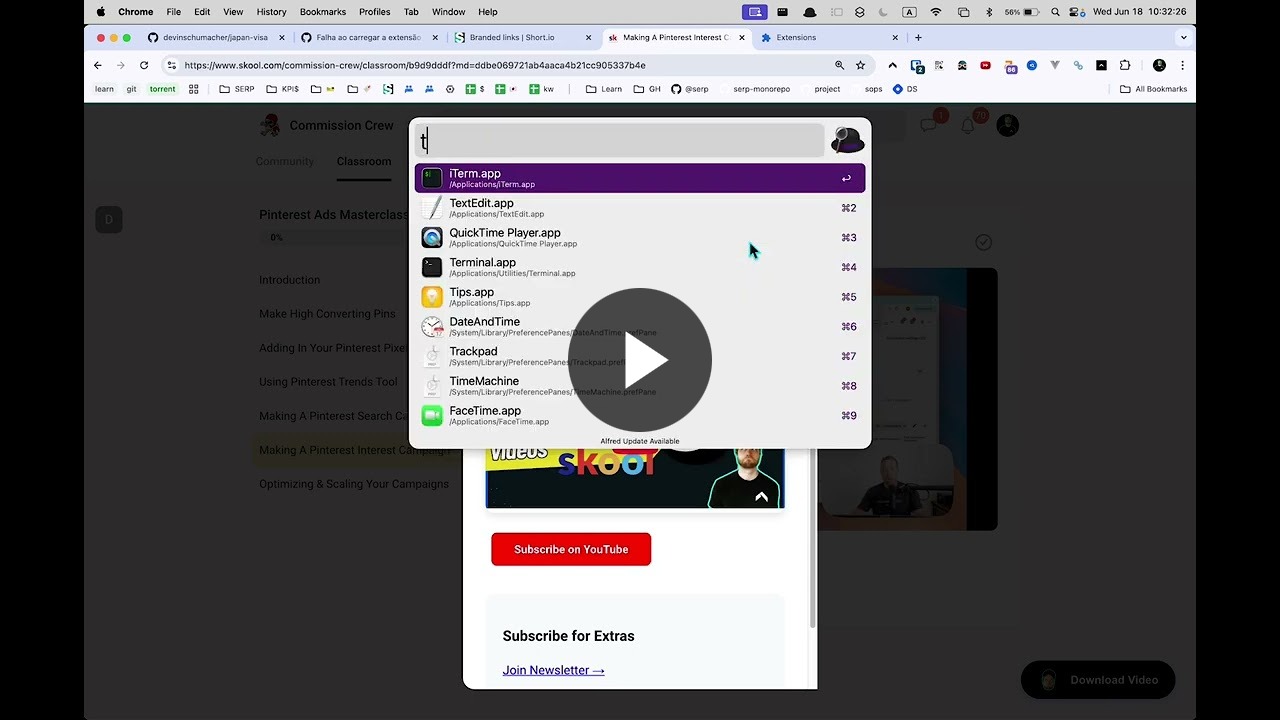 Chrome File Edit View History Bookmarks Profiles Tab Window Help A 56% Wed Jun 18 10:32:26
devinschumacher/japan-visa Falha ao carregar a extensão Branded links | Short.io Making A Pinterest Interest C Extensions
https://www.skool.com/commission-crew/classroom/b9d9dddf?md=ddbe069721ab4aaca4b21cc905337b4e 2 86
learn git torrent SERP KPI$ $ kw Learn GH @serp serp-monorepo project sops DS All Bookmarks
Commission Crew
Community Classroom
t
iTerm.app
/Applications/iTerm.app
TextEdit.app ⌘2
/Applications/TextEdit.app
QuickTime Player.app ⌘3
/Applications/QuickTime Player.app
Terminal.app ⌘4
/Applications/Utilities/Terminal.app
Tips.app ⌘5
/Applications/Tips.app
DateAndTime ⌘6
/System/Library/PreferencePanes/DateAndTime.prefPane
Trackpad ⌘7
/System/Library/PreferencePanes/Trackpad.pref
TimeMachine ⌘8
/System/Library/PreferencePanes/TimeMachine.prefPane
FaceTime.app ⌘9
/Applications/FaceTime.app
Alfred Update Available
D
Pinterest Ads Masterclass
0%
Introduction
Make High Converting Pins
Adding In Your Pinterest Pixel
Using Pinterest Trends Tool
Making A Pinterest Search Ca
Making A Pinterest Interest Campaign
Optimizing & Scaling Your Campaigns
Videos
skool
Subscribe on YouTube
Subscribe for Extras
Join Newsletter →
Download Video